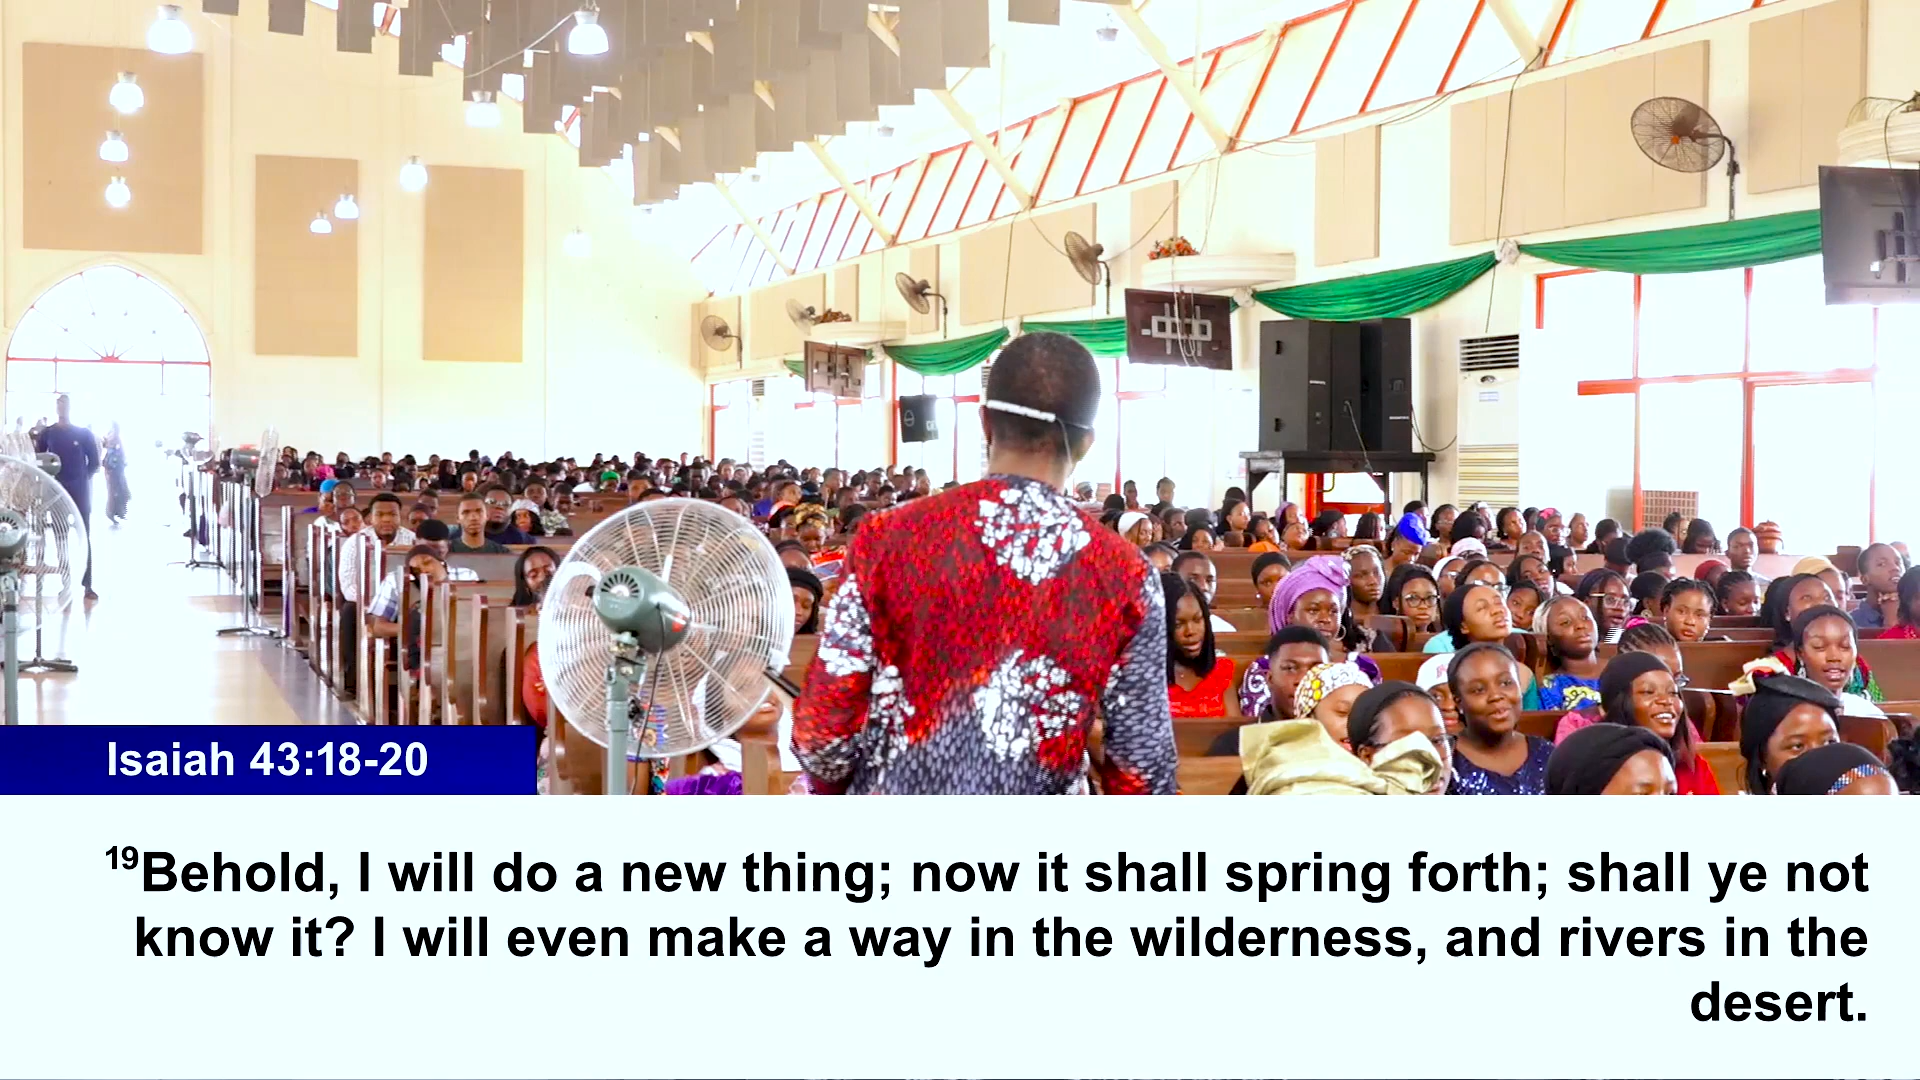 Isaiah 43:18-20
19Behold, I will do a new thing; now it shall spring forth; shall ye not
know it? I will even make a way in the wilderness, and rivers in the
desert.